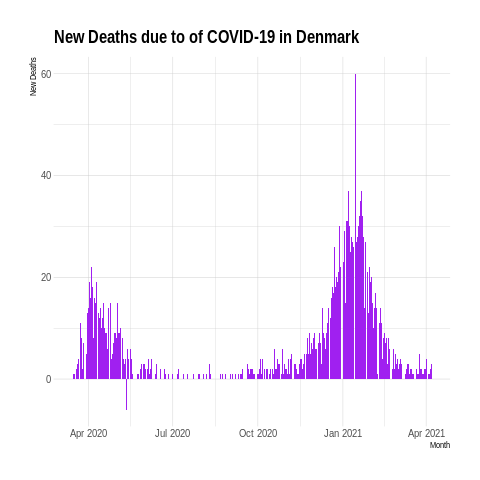 New Deaths due to of COVID-19 in Denmark
New Deaths
60
40
20
0
Apr 2020 Jul 2020 Oct 2020 Jan 2021 Apr 2021
Month